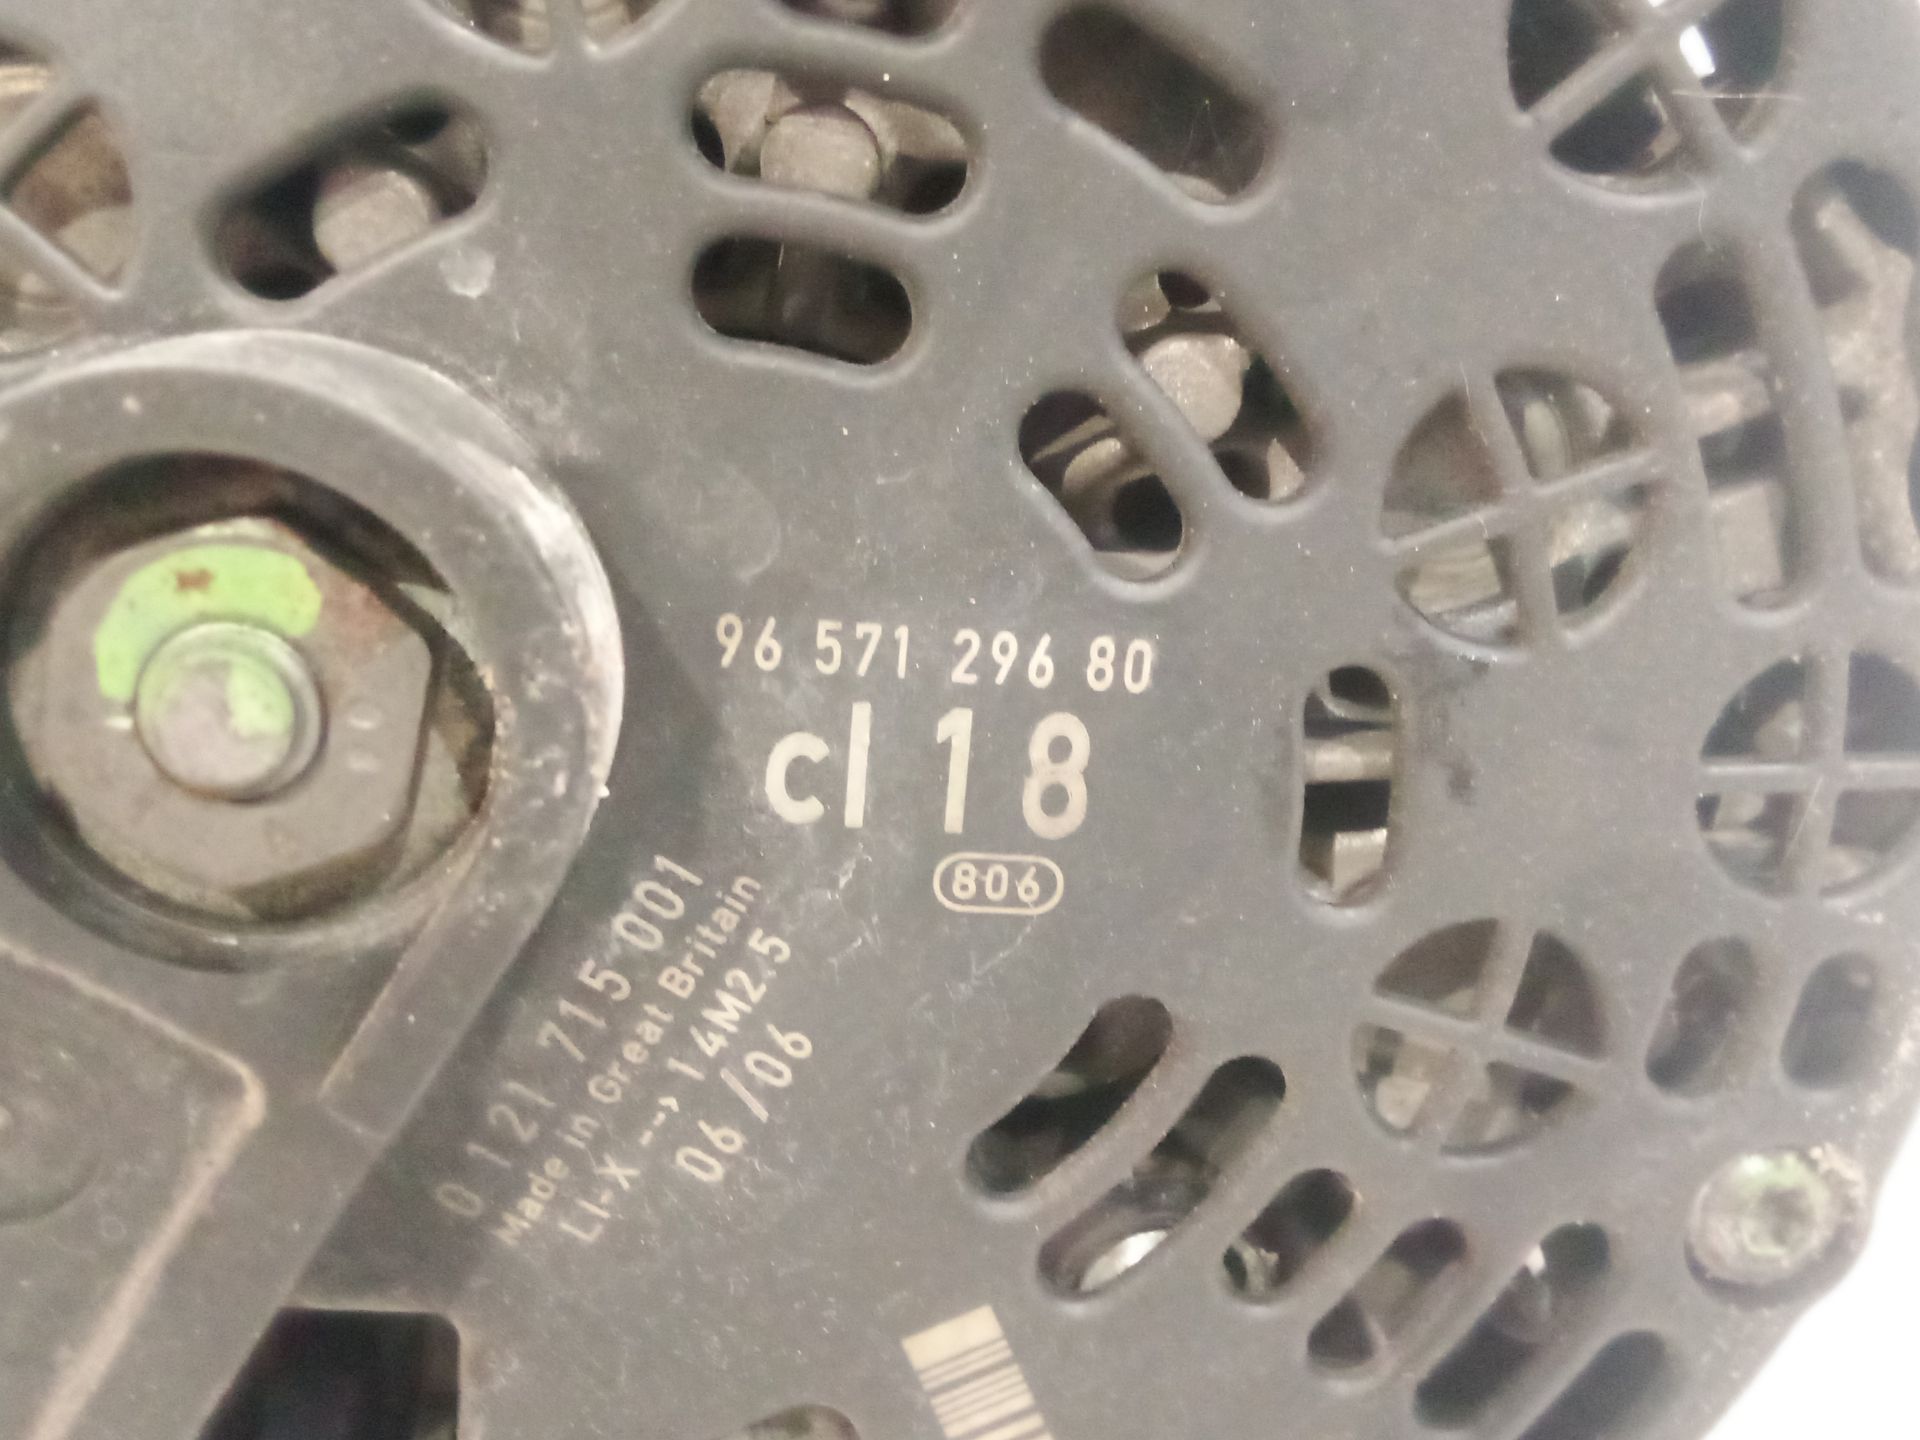 96 571 296 80
cl 18
806
0 121 715 001
Made in Great Britain
LI-X --> 14M2.5
06/06